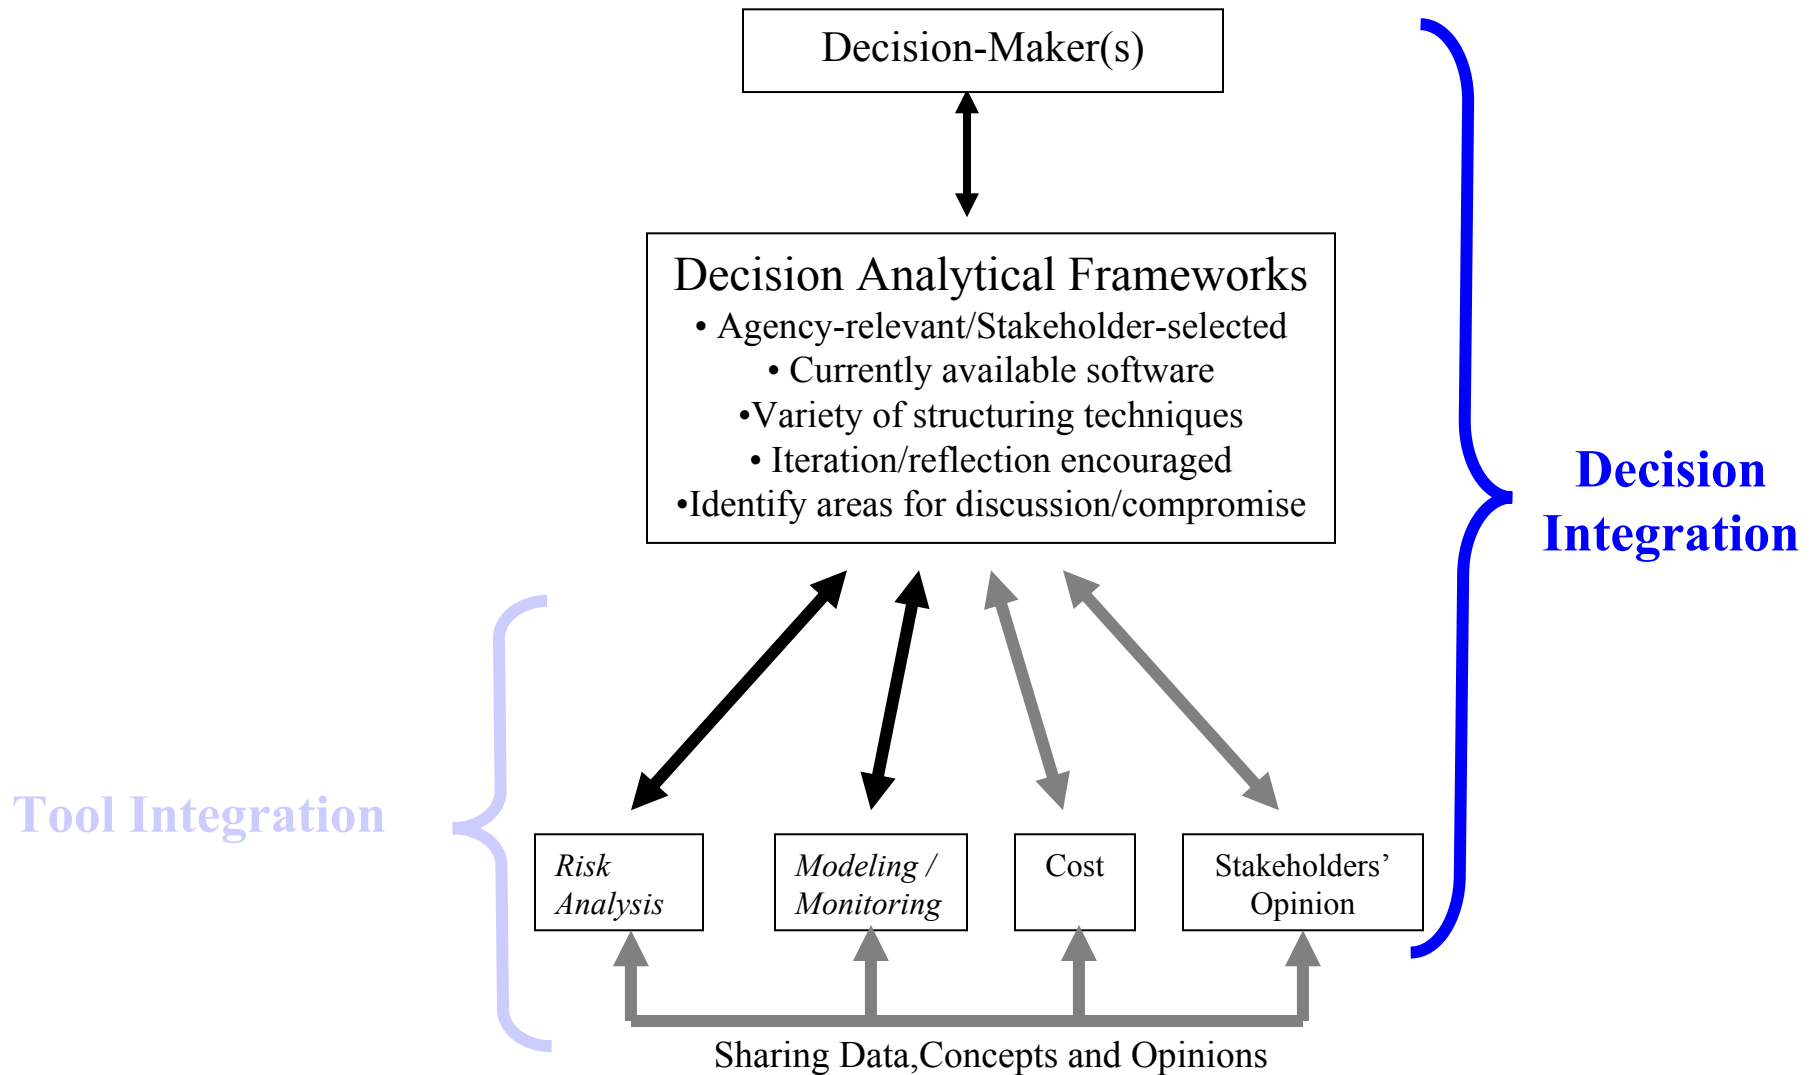 Decision-Maker(s)
Decision Analytical Frameworks
• Agency-relevant/Stakeholder-selected
• Currently available software
•Variety of structuring techniques
• Iteration/reflection encouraged
•Identify areas for discussion/compromise
Decision
Integration
Tool Integration
Risk
Analysis
Modeling /
Monitoring
Cost
Stakeholders’
Opinion
Sharing Data,Concepts and Opinions